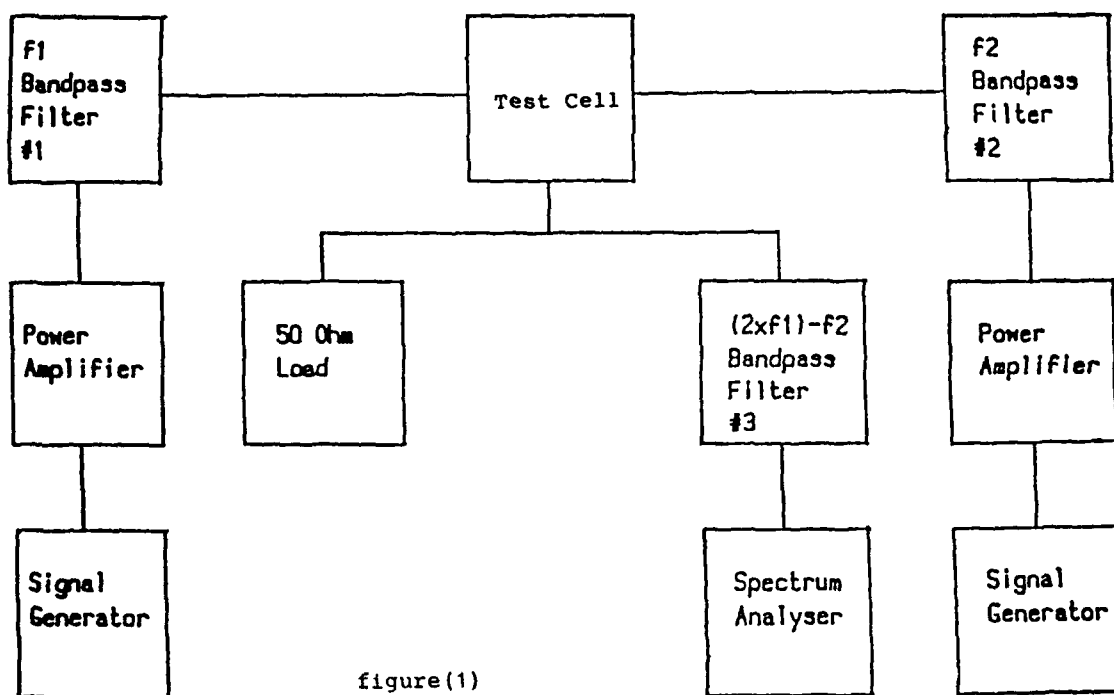 f1
Bandpass
Filter
#1
Test Cell
f2
Bandpass
Filter
#2
Power
Amplifier
50 Ohm
Load
(2xf1)-f2
Bandpass
Filter
#3
Power
Amplifier
Signal
Generator
Spectrum
Analyser
Signal
Generator
figure(1)